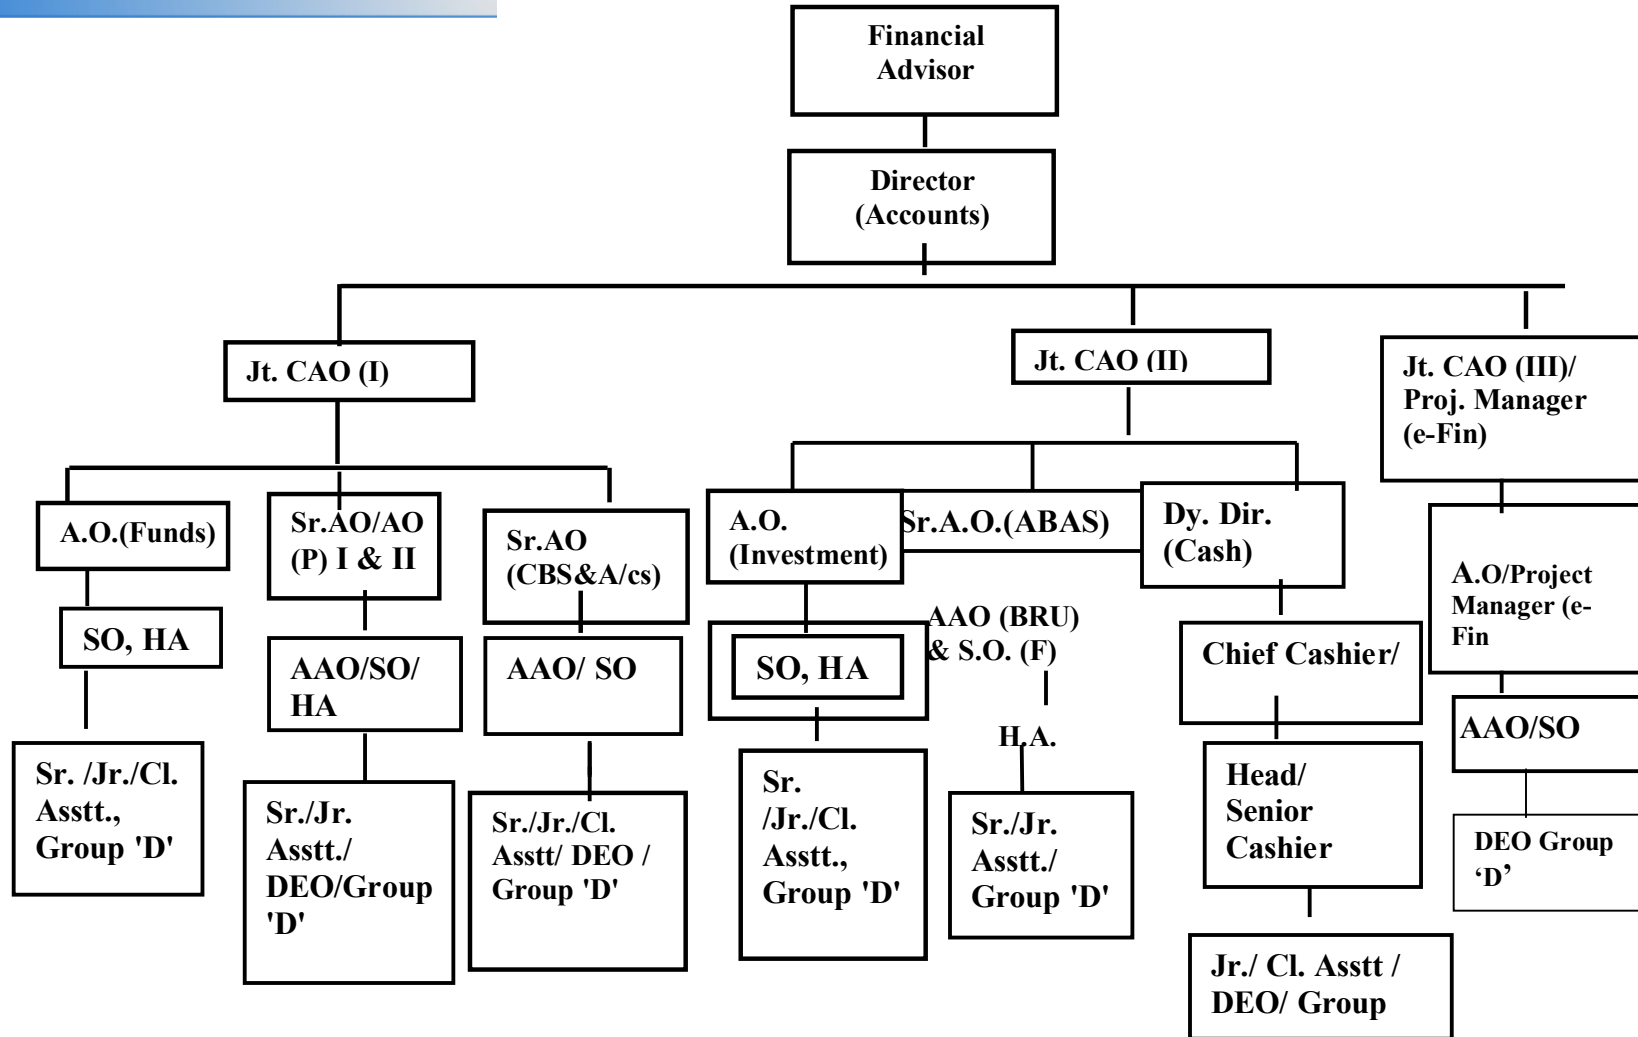 Financial
Advisor
Director
(Accounts)
Jt. CAO (I)
Jt. CAO (II)
Jt. CAO (III)/
Proj. Manager
(e-Fin)
A.O.(Funds)
Sr.AO/AO
(P) I & II
Sr.AO
(CBS&A/cs)
A.O.
(Investment)
Sr.A.O.(ABAS)
Dy. Dir.
(Cash)
A.O/Project
Manager (e-
Fin
SO, HA
AAO/SO/
HA
AAO/ SO
SO, HA
AAO (BRU)
& S.O. (F)
H.A.
Chief Cashier/
AAO/SO
Sr. /Jr./Cl.
Asstt.,
Group 'D'
Sr./Jr.
Asstt./
DEO/Group
'D'
Sr./Jr./Cl.
Asstt/ DEO /
Group 'D'
Sr.
/Jr./Cl.
Asstt.,
Group 'D'
Sr./Jr.
Asstt./
Group 'D'
Head/
Senior
Cashier
DEO Group
‘D’
Jr./ Cl. Asstt /
DEO/ Group